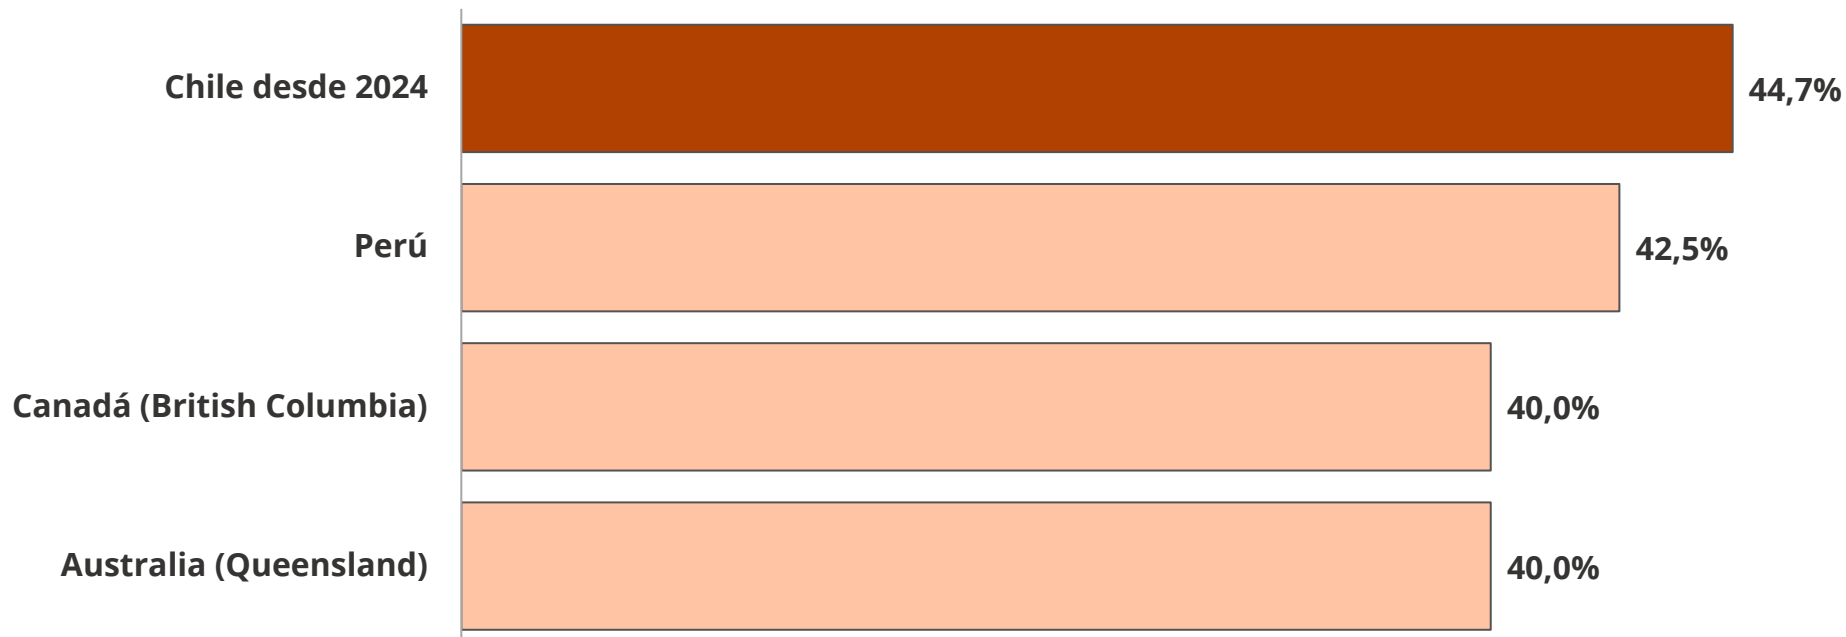 Chile desde 2024 44,7%
Perú 42,5%
Canadá (British Columbia) 40,0%
Australia (Queensland) 40,0%